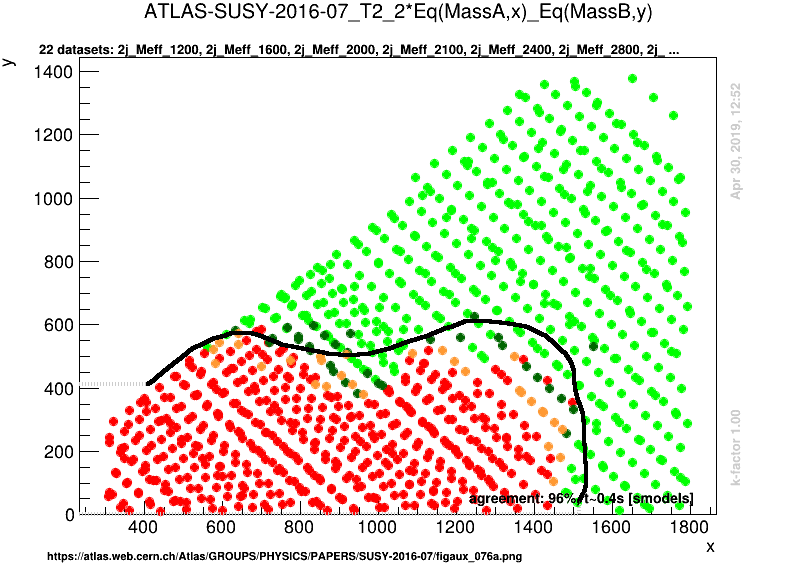 ATLAS-SUSY-2016-07_T2_2*Eq(MassA,x)_Eq(MassB,y)
22 datasets: 2j_Meff_1200, 2j_Meff_1600, 2j_Meff_2000, 2j_Meff_2100, 2j_Meff_2400, 2j_Meff_2800, 2j_ ...
y
1400
1200
1000
800
600
400
200
0
400 600 800 1000 1200 1400 1600 1800
x
agreement: 96% t~0.4s [smodels]
Apr 30, 2019, 12:52
k-factor 1.00
https://atlas.web.cern.ch/Atlas/GROUPS/PHYSICS/PAPERS/SUSY-2016-07/figaux_076a.png